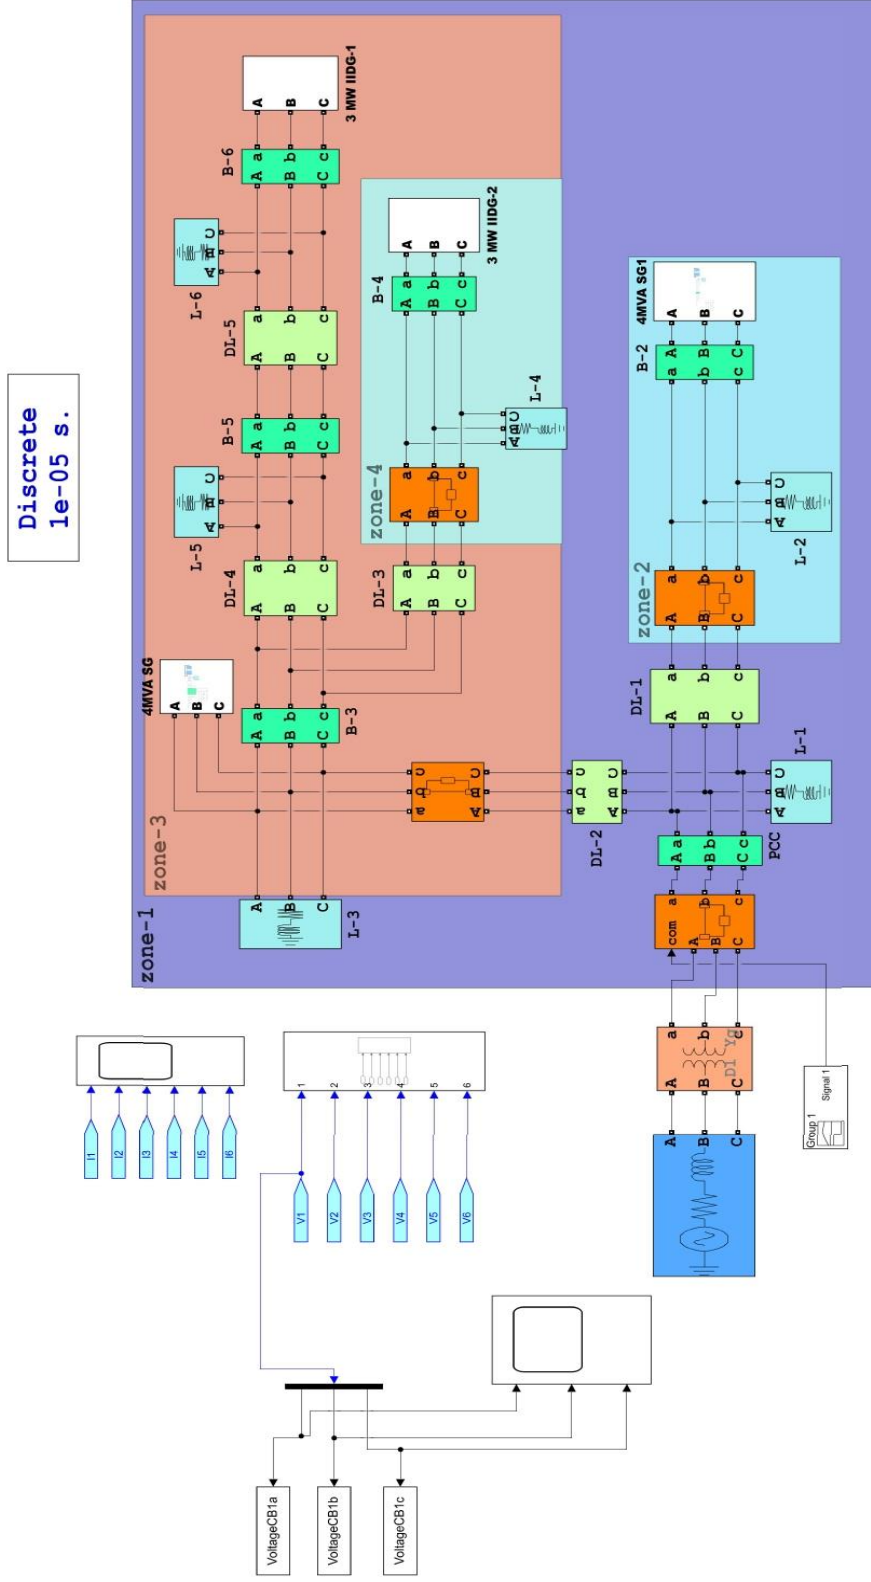 Discrete
1e-05 s.
zone-1
zone-3
3 MW IIDG-1
A
B
C
B-6
A a
B b
C c
L-6
A
B
C
DL-5
A a
B b
C c
B-5
A a
B b
C c
L-5
A
B
C
DL-4
A a
B b
C c
4MVA SG
A
B
C
B-3
A a
B b
C c
L-3
A
B
C
zone-4
3 MW IIDG-2
A
B
C
B-4
A a
B b
C c
L-4
A
B
C
A a
B b
C c
DL-3
A a
B b
C c
DL-2
zone-2
4MVA SG1
A
B
C
B-2
a A
b B
c C
L-2
A
B
C
A a
B b
C c
DL-1
A a
B b
C c
L-1
A
B
C
PCC
A a
B b
C c
com a
A
B b
C c
A a
B b
C c
D1 Yg
A
B
C
Group 1
Signal 1
I1
I2
I3
I4
I5
I6
V1
V2
V3
V4
V5
V6
1
2
3
4
5
6
VoltageCB1a
VoltageCB1b
VoltageCB1c